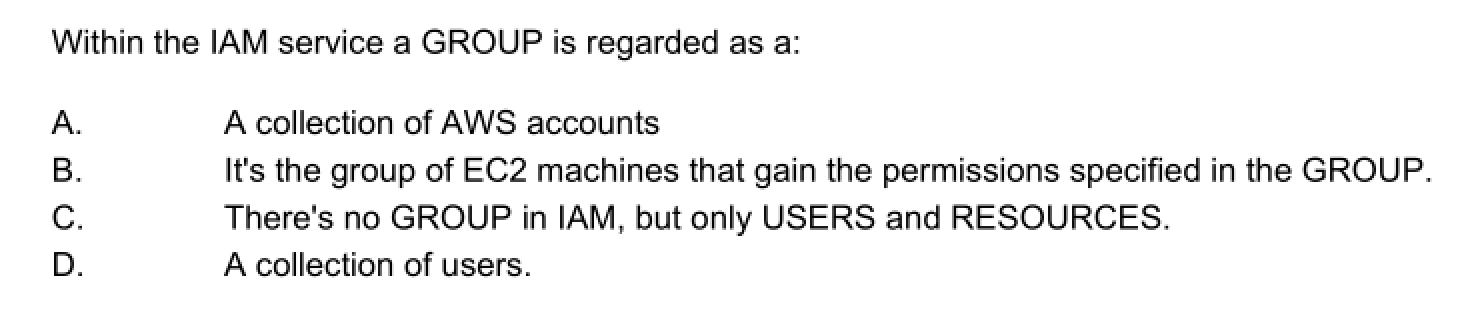 Within the IAM service a GROUP is regarded as a:
A. A collection of AWS accounts
B. It's the group of EC2 machines that gain the permissions specified in the GROUP.
C. There's no GROUP in IAM, but only USERS and RESOURCES.
D. A collection of users.